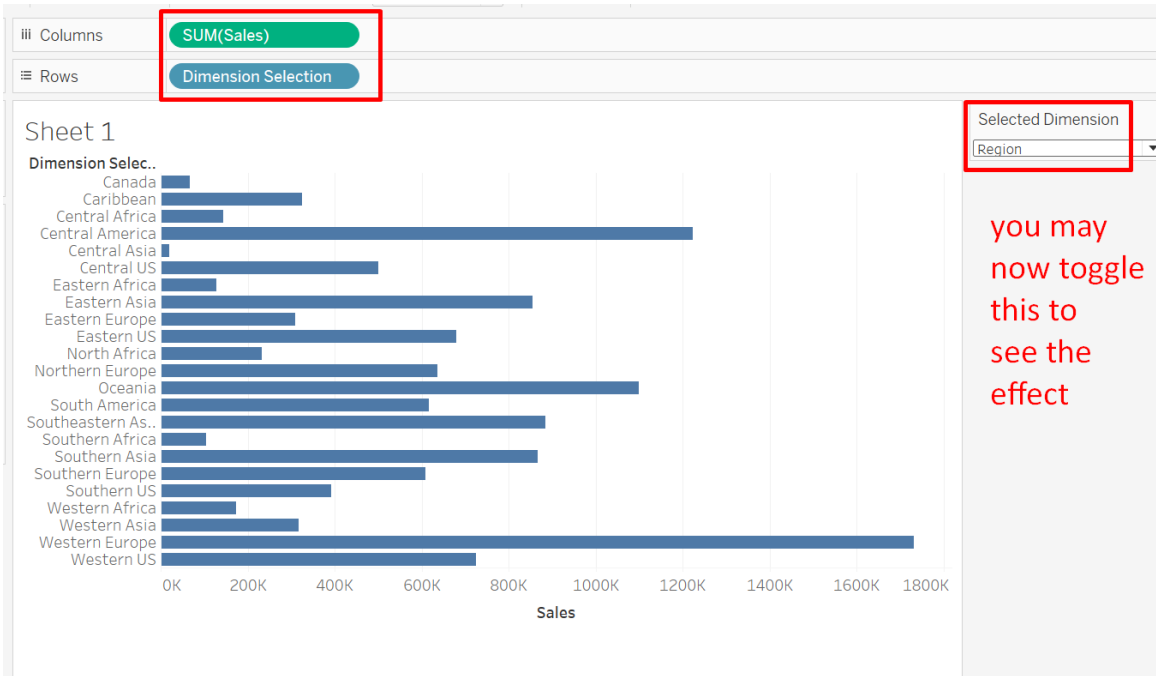 Columns
SUM(Sales)
Rows
Dimension Selection
Sheet 1
Dimension Selec..
Canada
Caribbean
Central Africa
Central America
Central Asia
Central US
Eastern Africa
Eastern Asia
Eastern Europe
Eastern US
North Africa
Northern Europe
Oceania
South America
Southeastern As..
Southern Africa
Southern Asia
Southern Europe
Southern US
Western Africa
Western Asia
Western Europe
Western US
0K 200K 400K 600K 800K 1000K 1200K 1400K 1600K 1800K
Sales
Selected Dimension
Region
you may
now toggle
this to
see the
effect